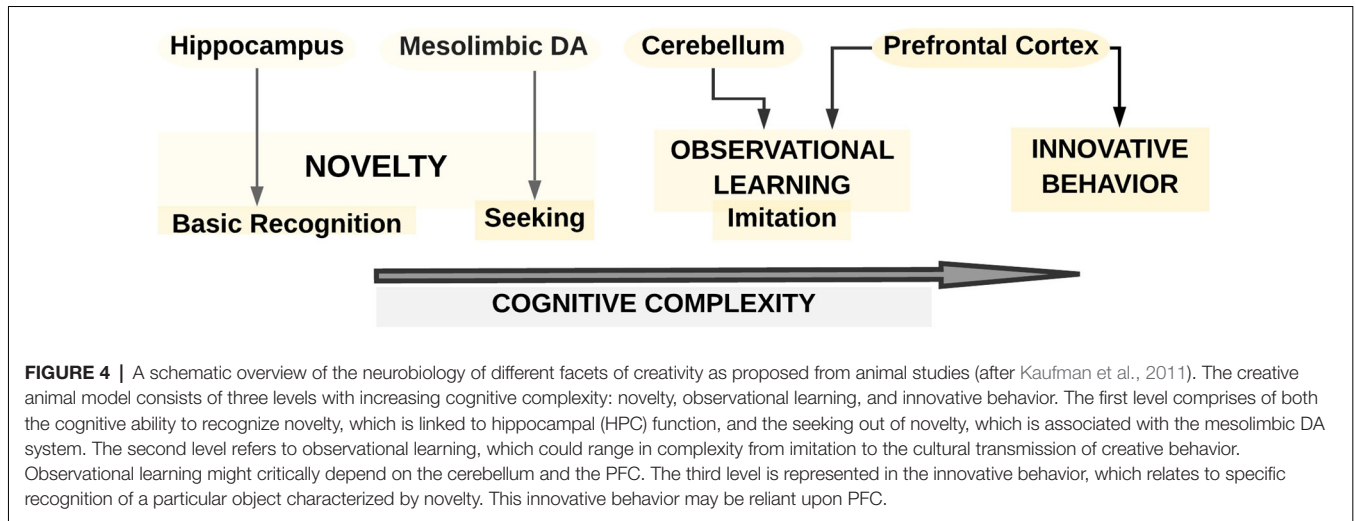 Hippocampus
Mesolimbic DA
Cerebellum
Prefrontal Cortex
NOVELTY
Basic Recognition
Seeking
OBSERVATIONAL
LEARNING
Imitation
INNOVATIVE
BEHAVIOR
COGNITIVE COMPLEXITY
FIGURE 4 | A schematic overview of the neurobiology of different facets of creativity as proposed from animal studies (after Kaufman et al., 2011). The creative
animal model consists of three levels with increasing cognitive complexity: novelty, observational learning, and innovative behavior. The first level comprises of both
the cognitive ability to recognize novelty, which is linked to hippocampal (HPC) function, and the seeking out of novelty, which is associated with the mesolimbic DA
system. The second level refers to observational learning, which could range in complexity from imitation to the cultural transmission of creative behavior.
Observational learning might critically depend on the cerebellum and the PFC. The third level is represented in the innovative behavior, which relates to specific
recognition of a particular object characterized by novelty. This innovative behavior may be reliant upon PFC.